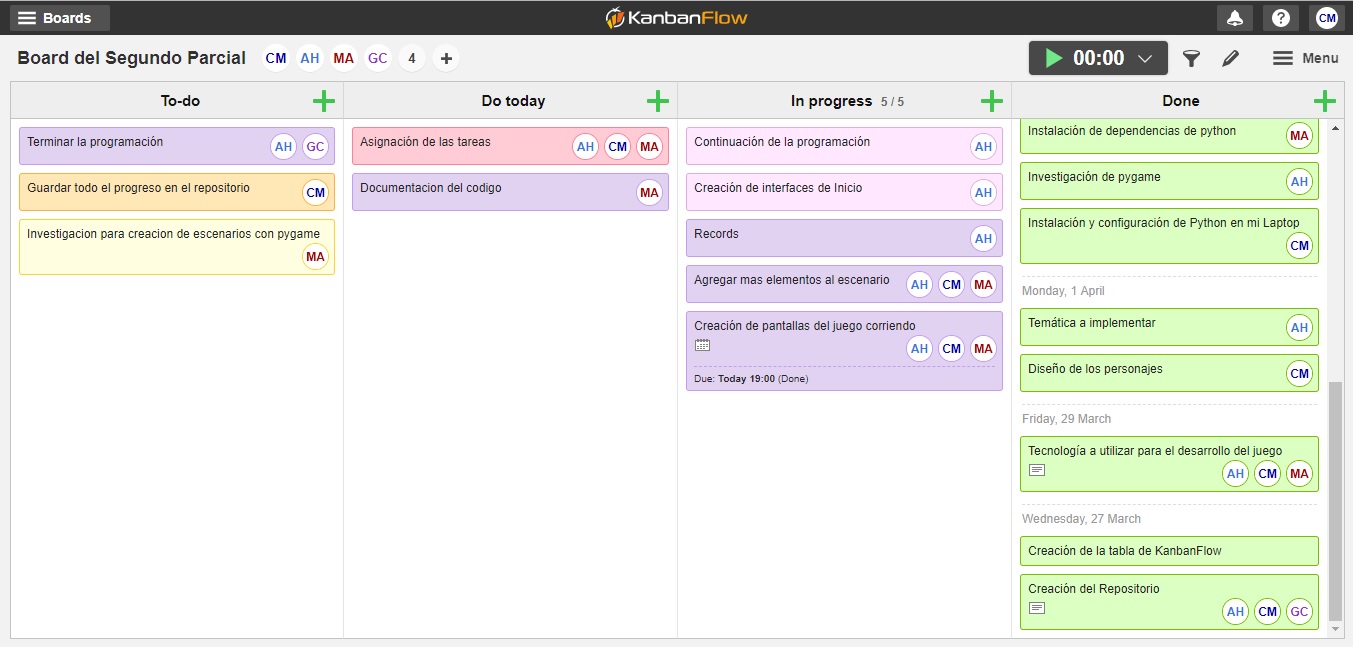 Boards
KanbanFlow
CM
Board del Segundo Parcial
CM
AH
MA
GC
4
00:00
Menu
To-do
Terminar la programación
AH
GC
Guardar todo el progreso en el repositorio
CM
Investigacion para creacion de escenarios con pygame
MA
Do today
Asignación de las tareas
AH
CM
MA
Documentacion del codigo
MA
In progress 5 / 5
Continuación de la programación
AH
Creación de interfaces de Inicio
AH
Records
AH
Agregar mas elementos al escenario
AH
CM
MA
Creación de pantallas del juego corriendo
AH
CM
MA
Due: Today 19:00 (Done)
Done
Instalación de dependencias de python
MA
Investigación de pygame
AH
Instalación y configuración de Python en mi Laptop
CM
Monday, 1 April
Temática a implementar
AH
Diseño de los personajes
CM
Friday, 29 March
Tecnología a utilizar para el desarrollo del juego
AH
CM
MA
Wednesday, 27 March
Creación de la tabla de KanbanFlow
Creación del Repositorio
AH
CM
GC